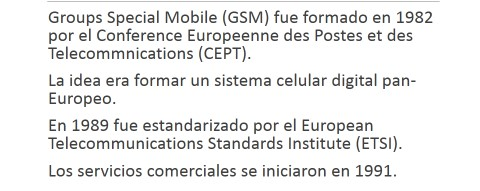 Groups Special Mobile (GSM) fue formado en 1982
por el Conference Europeenne des Postes et des
Telecommnications (CEPT).
La idea era formar un sistema celular digital pan-
Europeo.
En 1989 fue estandarizado por el European
Telecommunications Standards Institute (ETSI).
Los servicios comerciales se iniciaron en 1991.